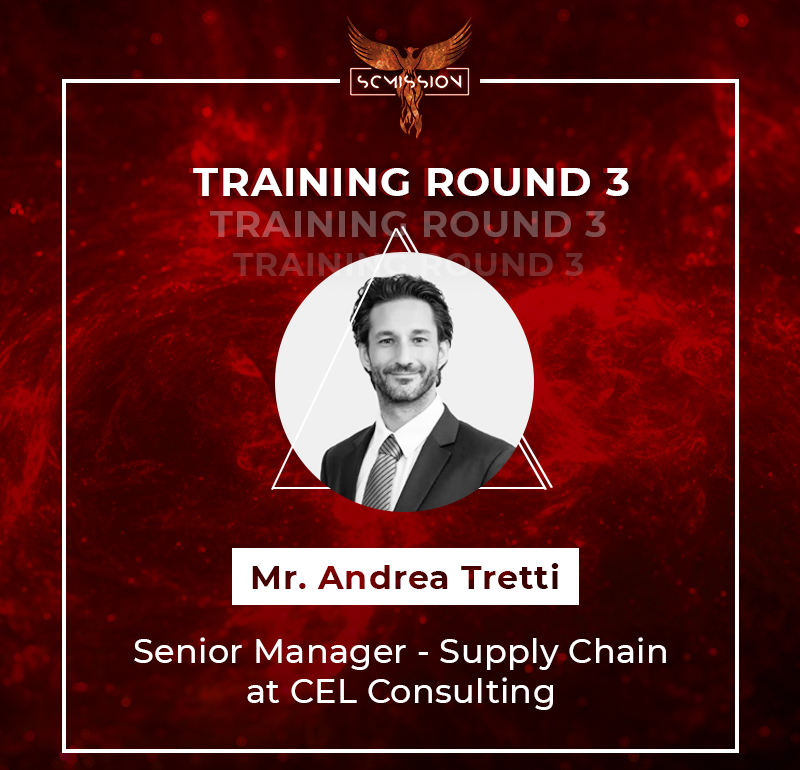 SCMISSION
TRAINING ROUND 3
TRAINING ROUND 3
TRAINING ROUND 3
Mr. Andrea Tretti
Senior Manager - Supply Chain
at CEL Consulting